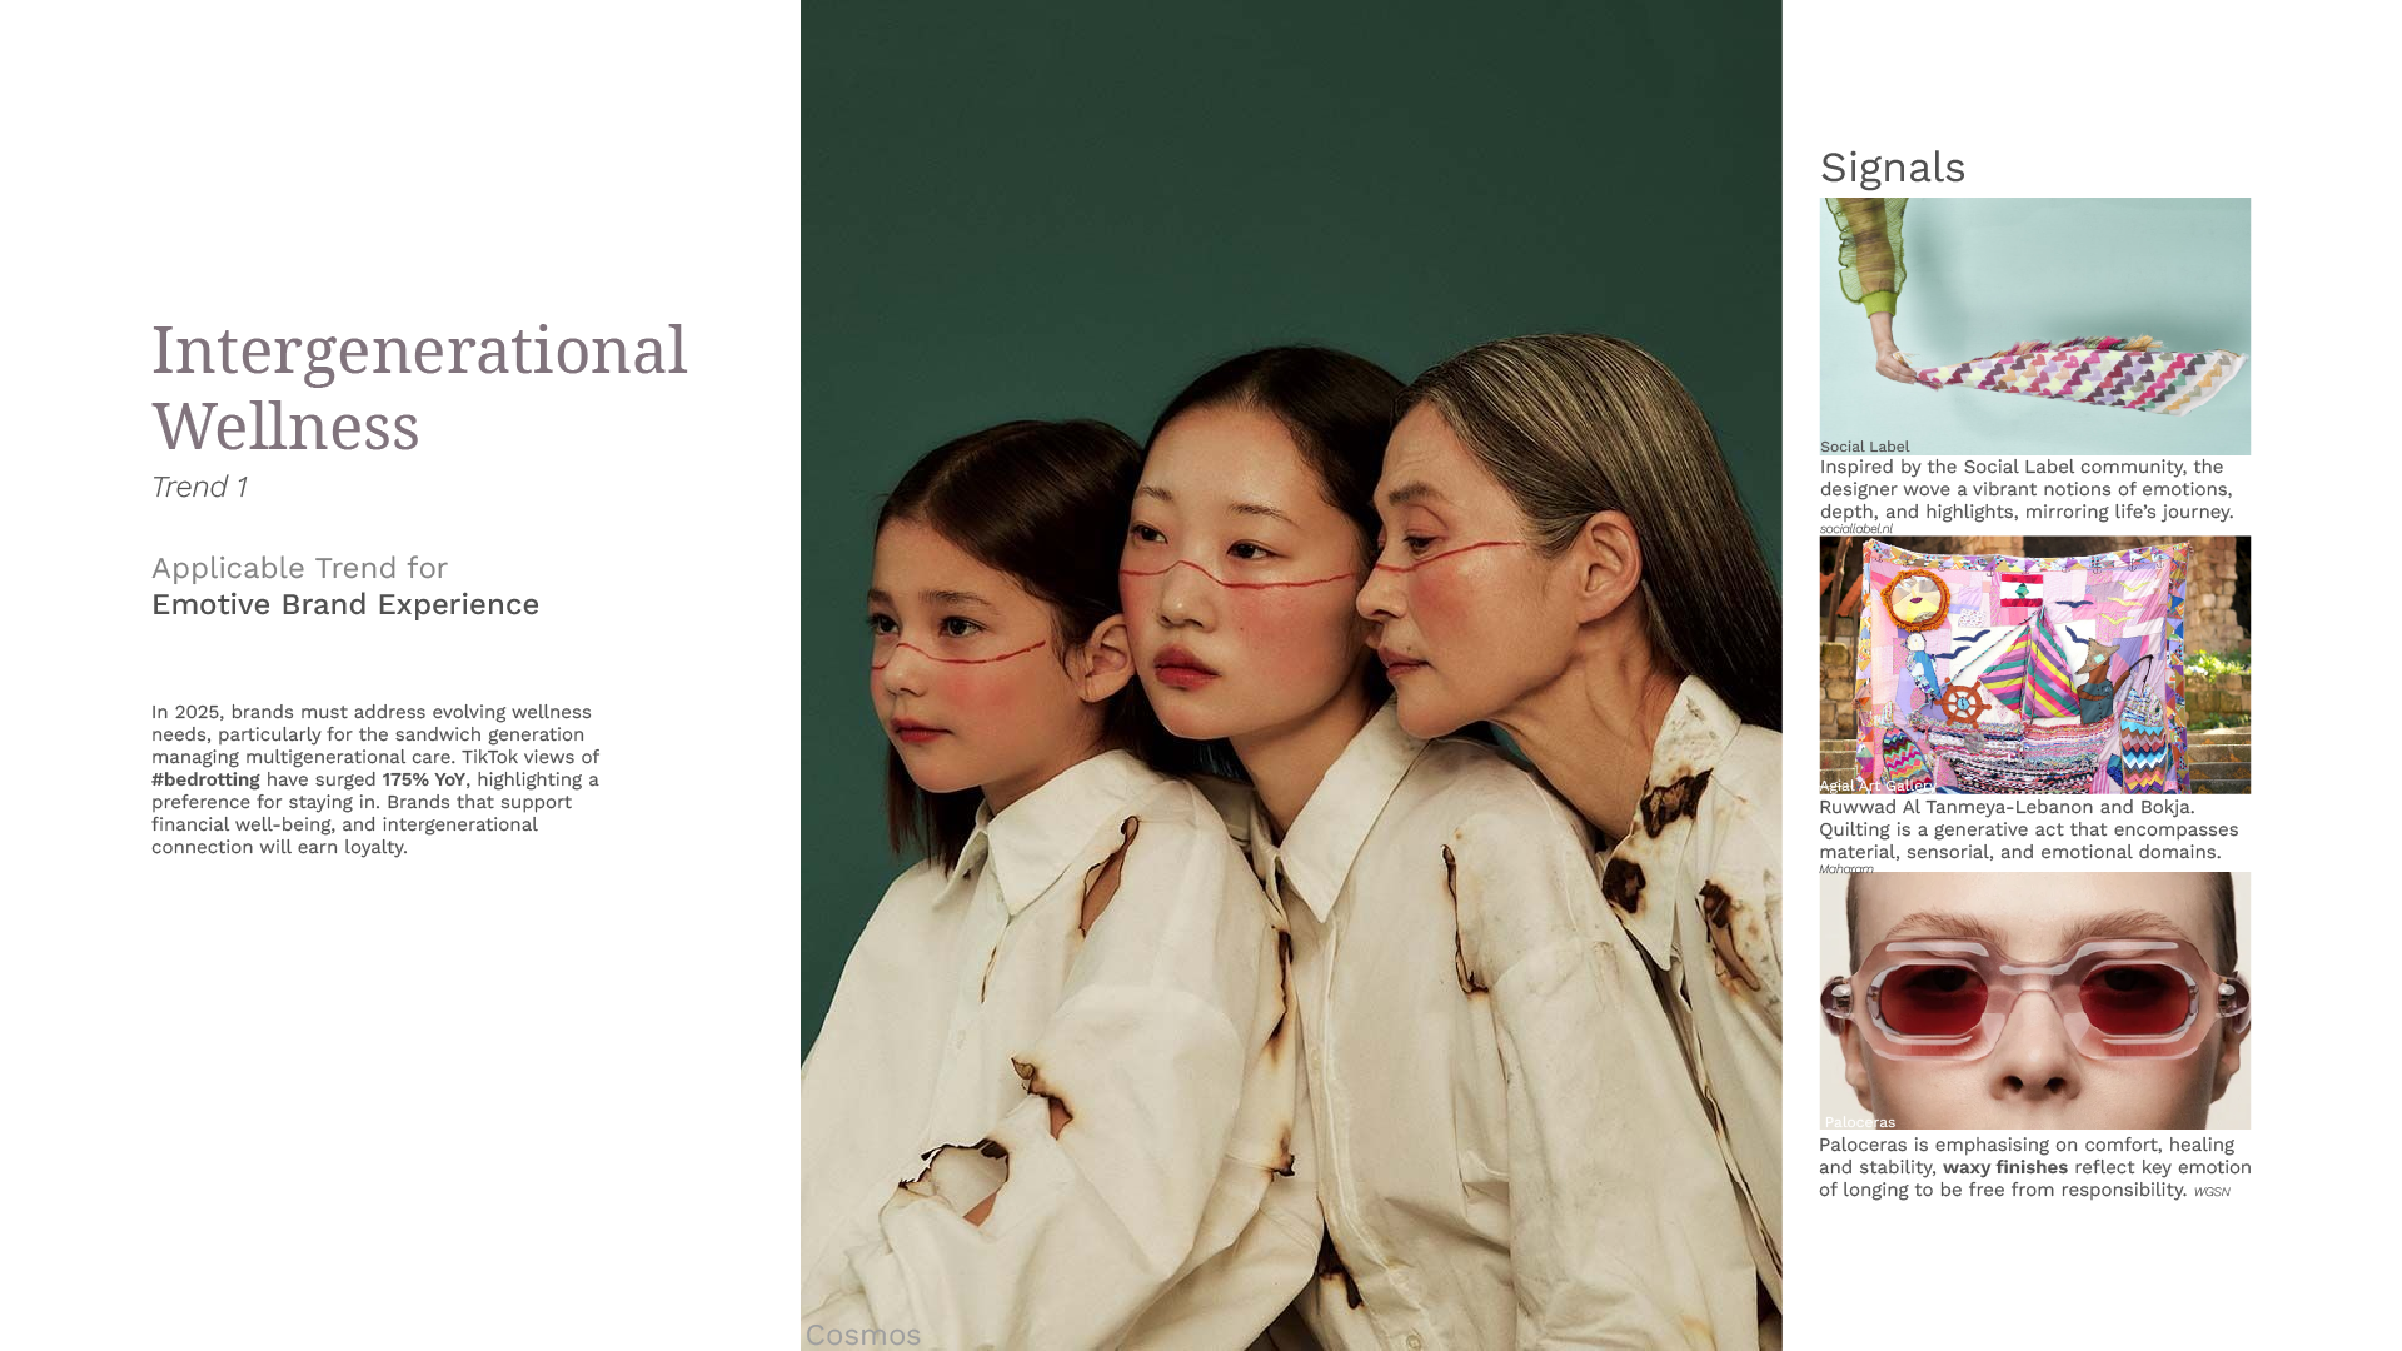 Intergenerational
Wellness
Trend 1
Applicable Trend for
Emotive Brand Experience
In 2025, brands must address evolving wellness
needs, particularly for the sandwich generation
managing multigenerational care. TikTok views of
#bedrotting have surged 175% YoY, highlighting a
preference for staying in. Brands that support
financial well-being, and intergenerational
connection will earn loyalty.
Cosmos
Signals
Social Label
Inspired by the Social Label community, the
designer wove a vibrant notions of emotions,
depth, and highlights, mirroring life's journey.
sociallabel.nl
Agial Art Gallery
Ruwwad Al Tanmeya-Lebanon and Bokja.
Quilting is a generative act that encompasses
material, sensorial, and emotional domains.
Maharam
Paloceras
Paloceras is emphasising on comfort, healing
and stability, waxy finishes reflect key emotion
of longing to be free from responsibility. WGSN